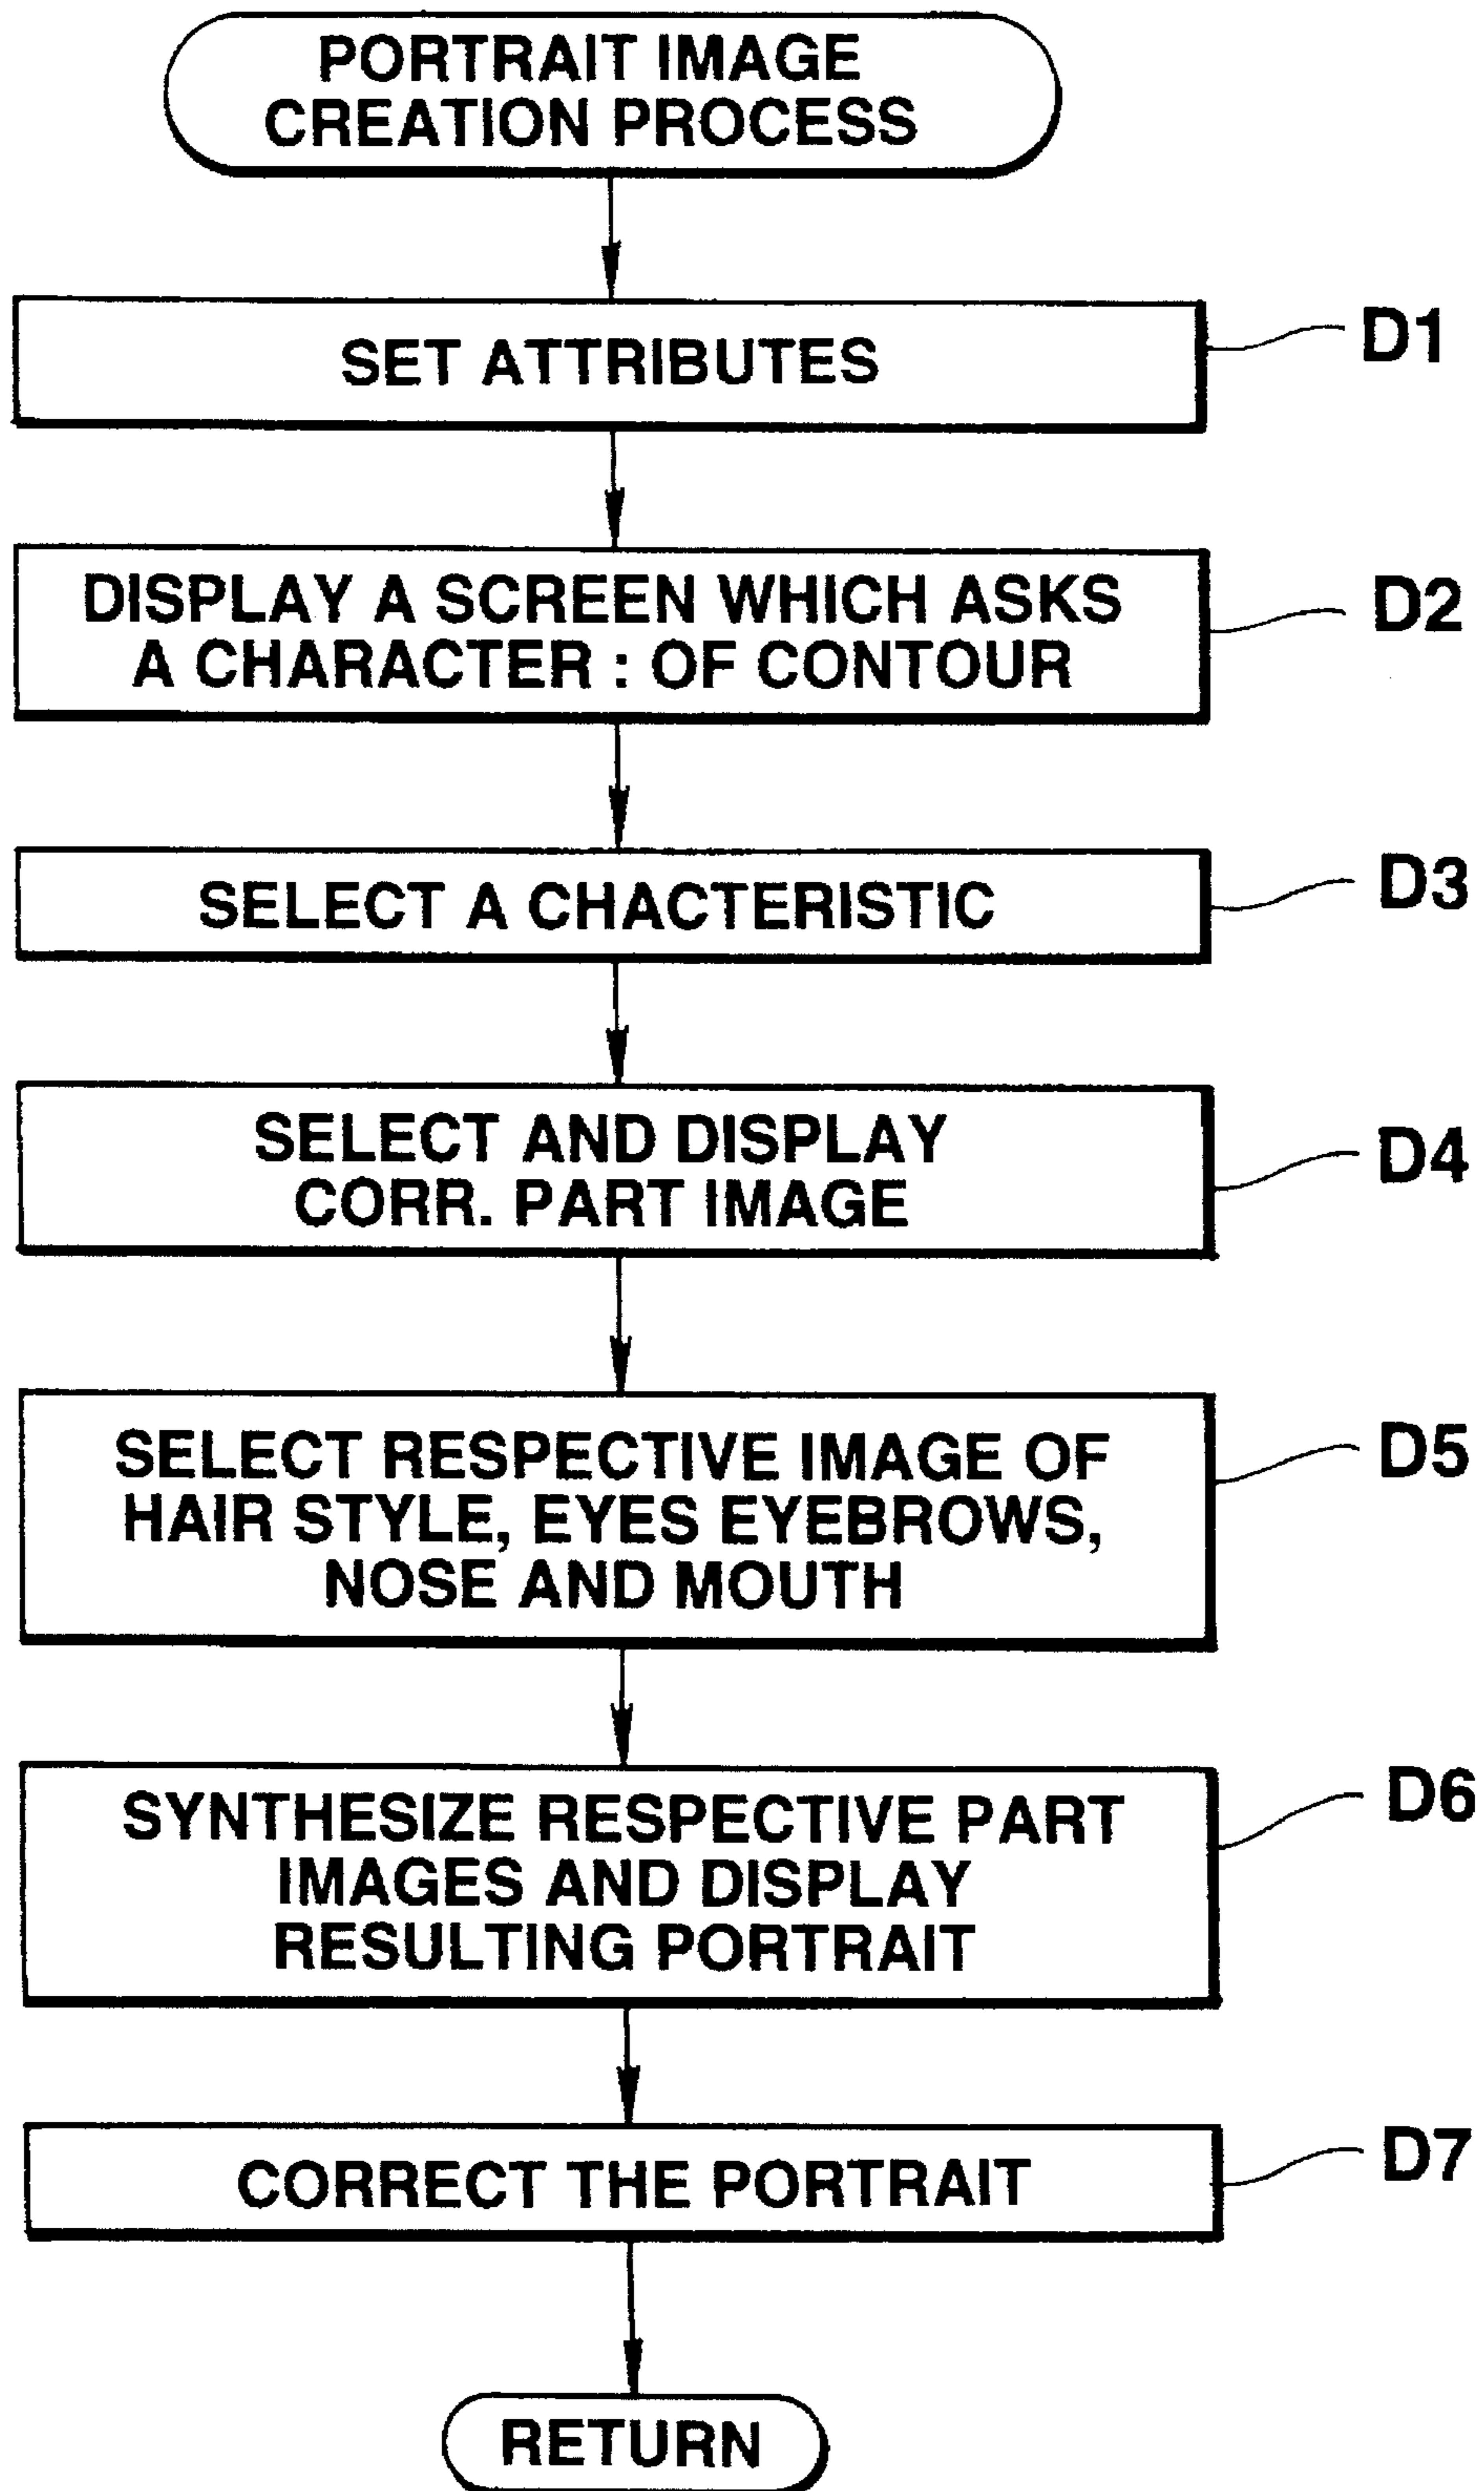 PORTRAIT IMAGE
CREATION PROCESS
SET ATTRIBUTES
D1
DISPLAY A SCREEN WHICH ASKS
A CHARACTER : OF CONTOUR
D2
SELECT A CHACTERISTIC
D3
SELECT AND DISPLAY
CORR. PART IMAGE
D4
SELECT RESPECTIVE IMAGE OF
HAIR STYLE, EYES EYEBROWS,
NOSE AND MOUTH
D5
SYNTHESIZE RESPECTIVE PART
IMAGES AND DISPLAY
RESULTING PORTRAIT
D6
CORRECT THE PORTRAIT
D7
RETURN